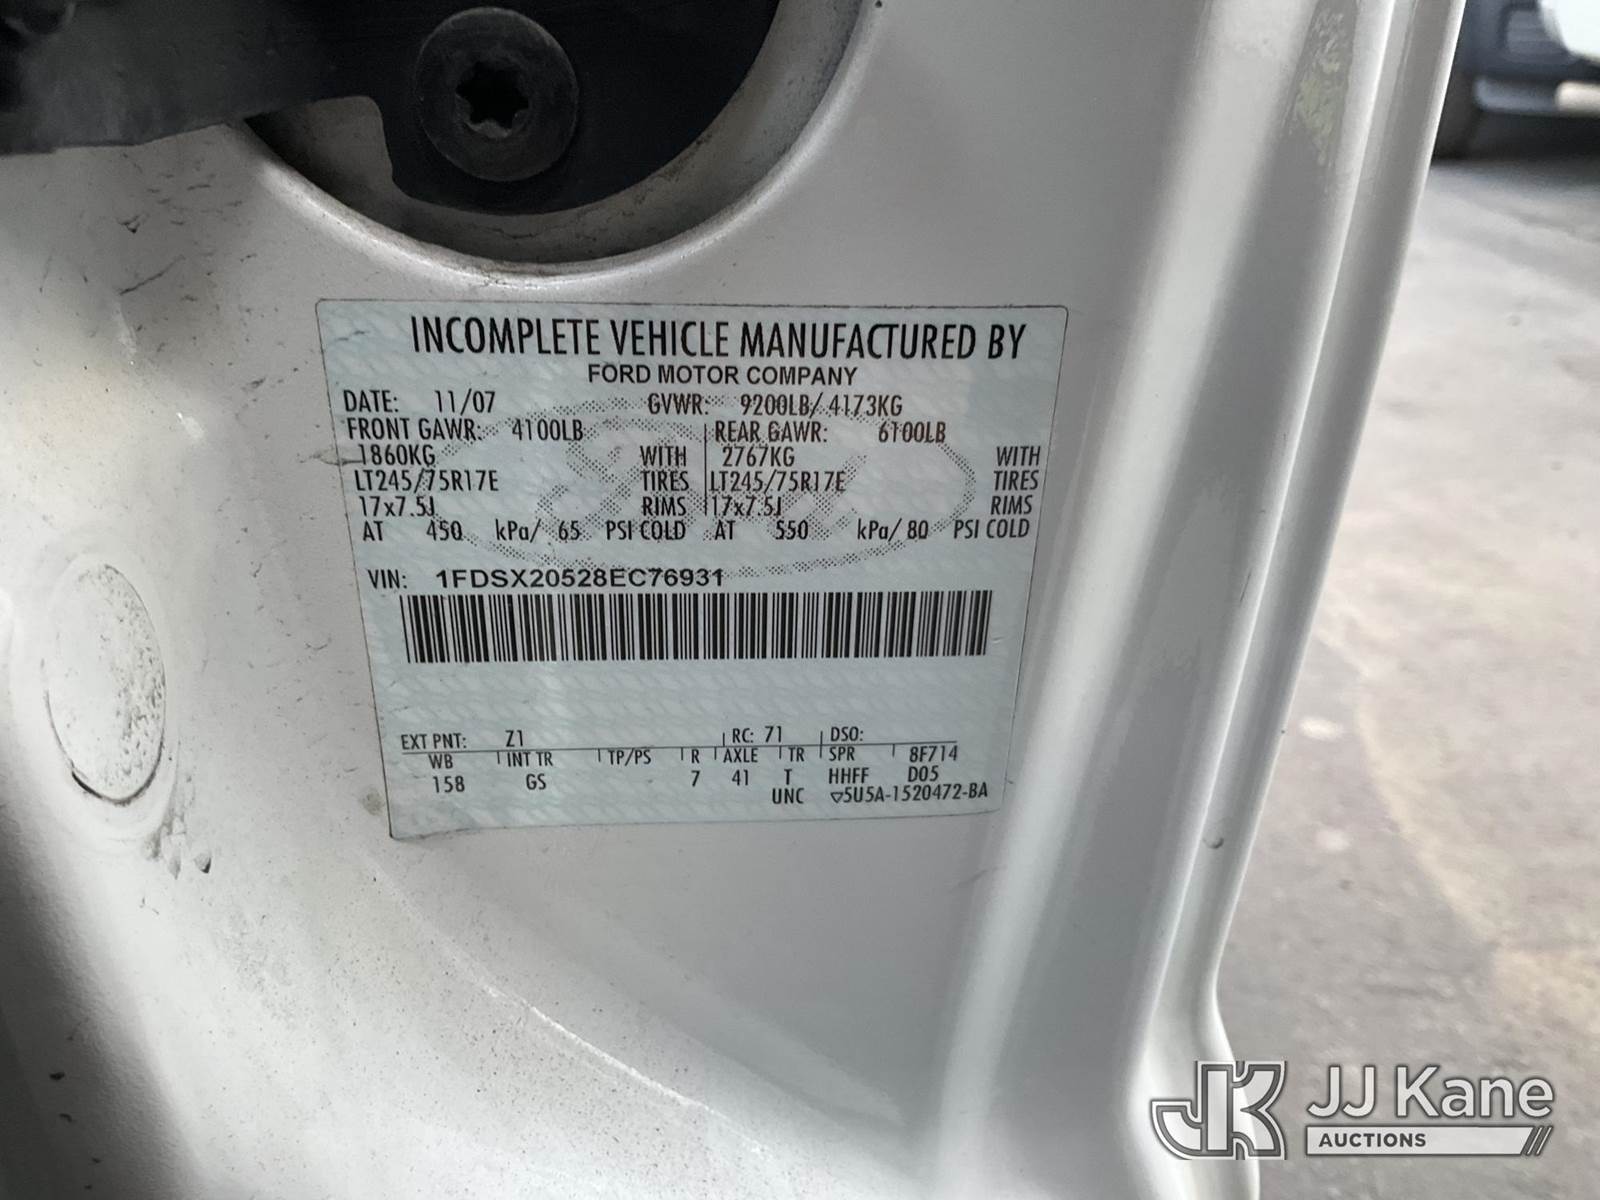 INCOMPLETE VEHICLE MANUFACTURED BY
FORD MOTOR COMPANY
DATE: 11/07 GVWR: 9200LB/ 4173KG
FRONT GAWR: 4100LB REAR GAWR: 6100LB
1860KG WITH 2767KG WITH
LT245/75R17E TIRES LT245/75R17E TIRES
17x7.5J RIMS 17x7.5J RIMS
AT 450 kPa/ 65 PSI COLD AT 550 kPa/ 80 PSI COLD
VIN: 1FDSX20528EC76931
EXT PNT: Z1 RC: 71 DSO:
WB INT TR TP/PS R AXLE TR SPR 8F714
158 GS 7 41 T HHFF D05
UNC ▽5U5A-1520472-BA
JK JJ Kane
AUCTIONS